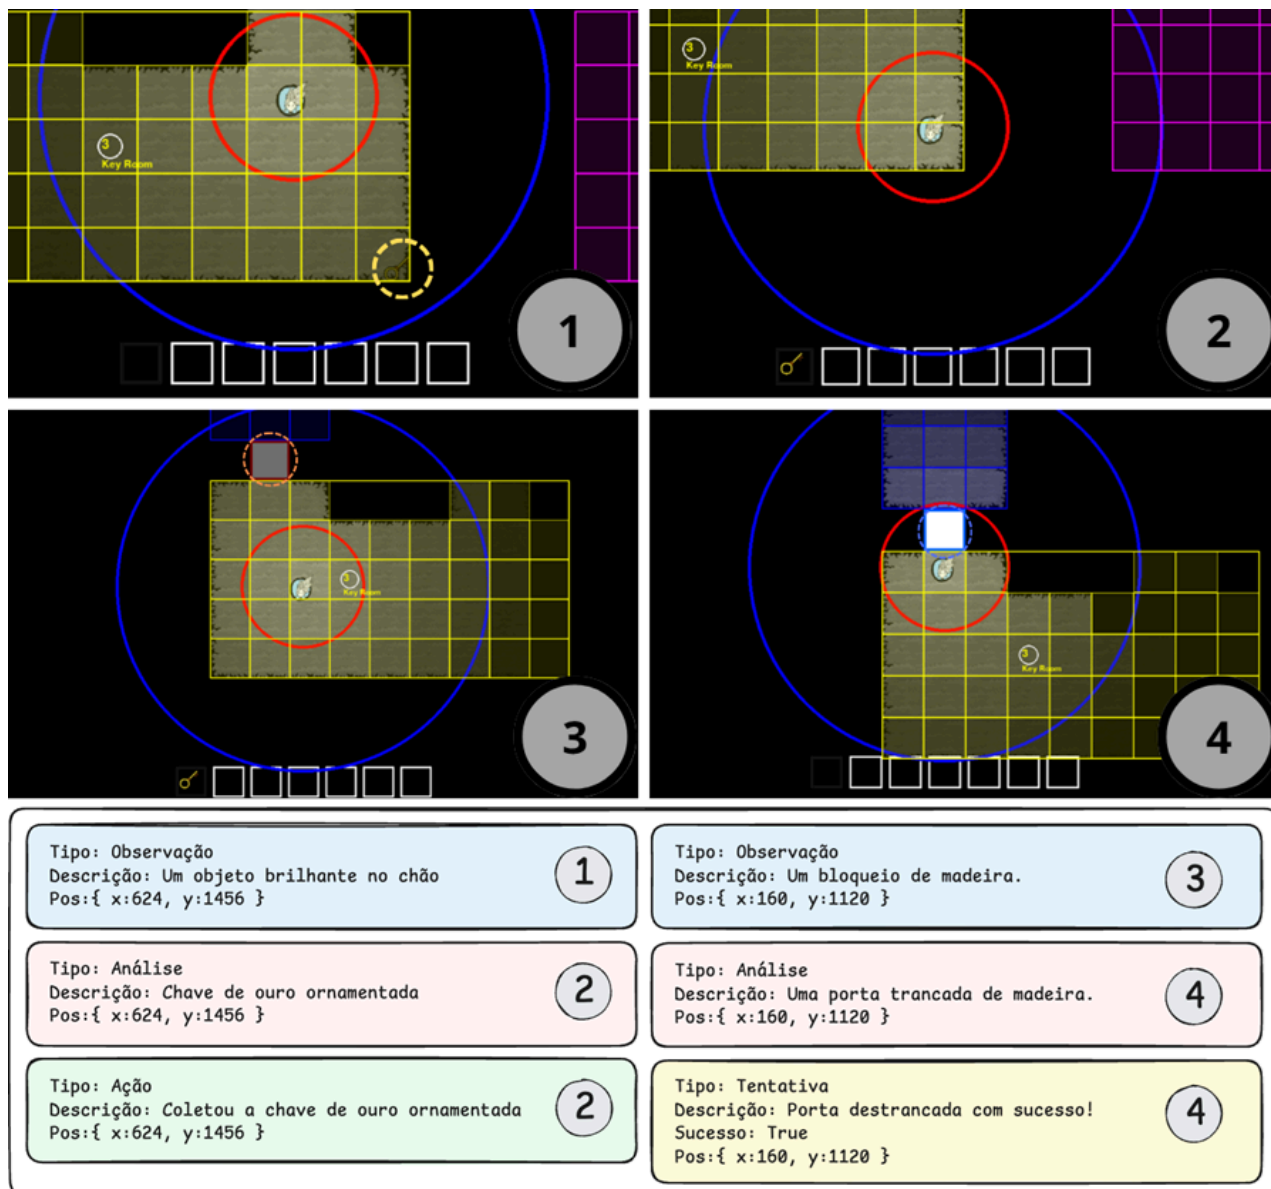 3
Key Room
1
3
Key Room
2
3
Key Room
3
3
Key Room
4
Tipo: Observação
Descrição: Um objeto brilhante no chão
Pos:{ x:624, y:1456 }
1
Tipo: Análise
Descrição: Chave de ouro ornamentada
Pos:{ x:624, y:1456 }
2
Tipo: Ação
Descrição: Coletou a chave de ouro ornamentada
Pos:{ x:624, y:1456 }
2
Tipo: Observação
Descrição: Um bloqueio de madeira.
Pos:{ x:160, y:1120 }
3
Tipo: Análise
Descrição: Uma porta trancada de madeira.
Pos:{ x:160, y:1120 }
4
Tipo: Tentativa
Descrição: Porta destrancada com sucesso!
Sucesso: True
Pos:{ x:160, y:1120 }
4